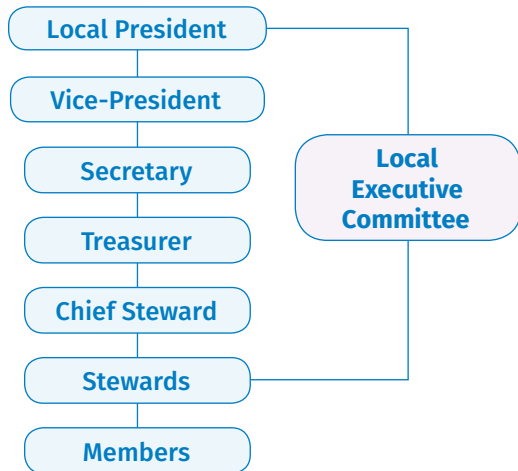 Local President
Vice-President
Secretary
Treasurer
Chief Steward
Stewards
Members
Local
Executive
Committee